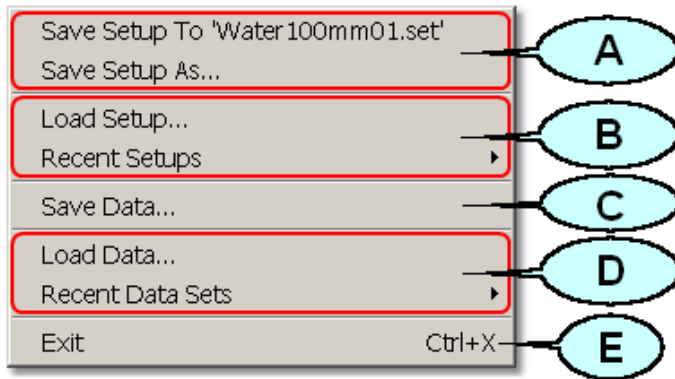 Save Setup To 'Water100mm01.set'
Save Setup As...
A
Load Setup...
Recent Setups
B
Save Data...
C
Load Data...
Recent Data Sets
D
Exit Ctrl+X
E